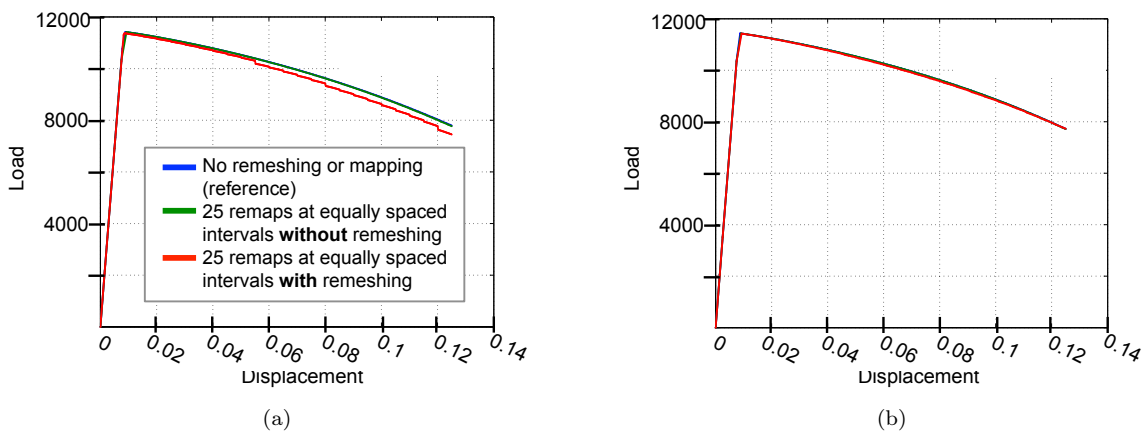 12000
8000
4000
Load
No remeshing or mapping
(reference)
25 remaps at equally spaced
intervals without remeshing
25 remaps at equally spaced
intervals with remeshing
0
0.02
0.04
0.06
0.08
0.1
0.12
0.14
Displacement
(a)
12000
8000
4000
Load
0
0.02
0.04
0.06
0.08
0.1
0.12
0.14
Displacement
(b)